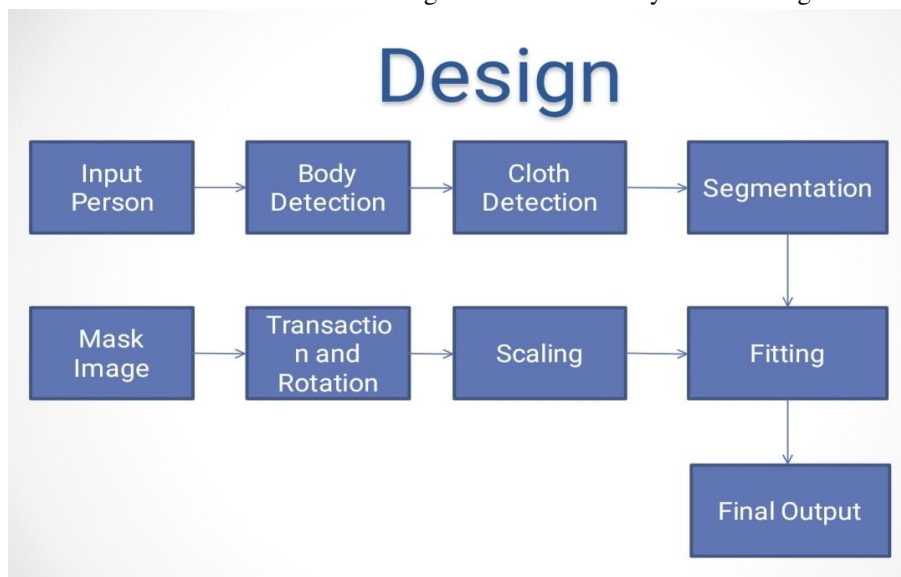 Design
Input
Person
Body
Detection
Cloth
Detection
Segmentation
Mask
Image
Transactio
n and
Rotation
Scaling
Fitting
Final Output